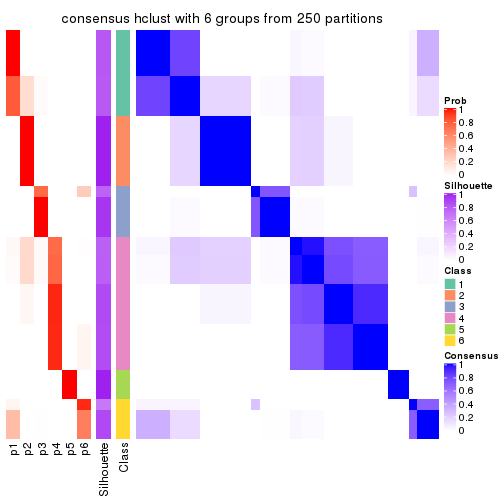 consensus hclust with 6 groups from 250 partitions
Prob
1
0.8
0.6
0.4
0.2
0
Silhouette
1
0.8
0.6
0.4
0.2
0
Class
1
2
3
4
5
6
Consensus
1
0.8
0.6
0.4
0.2
0
p1
p2
p3
p4
p5
p6
Silhouette
Class